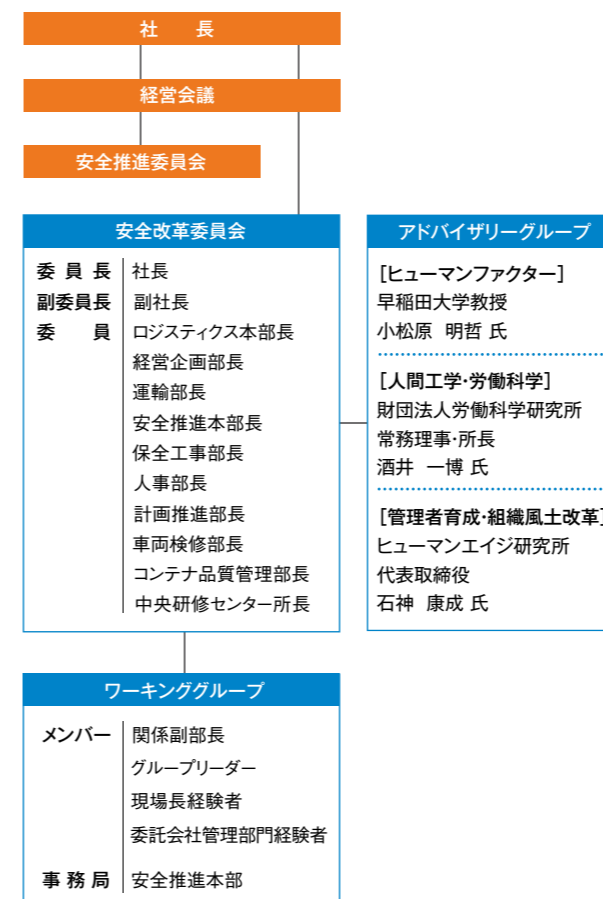 社　長
経営会議
安全推進委員会
安全改革委員会
委員長　社長
副委員長　副社長
委　員　ロジスティクス本部長
経営企画部長
運輸部長
安全推進本部長
保全工事部長
人事部長
計画推進部長
車両検修部長
コンテナ品質管理部長
中央研修センター所長
アドバイザリーグループ
［ヒューマンファクター］
早稲田大学教授
小松原 明哲 氏
［人間工学・労働科学］
財団法人労働科学研究所
常務理事・所長
酒井 一博 氏
［管理者育成・組織風土改革］
ヒューマンエイジ研究所
代表取締役
石神 康成 氏
ワーキンググループ
メンバー　関係副部長
グループリーダー
現場長経験者
委託会社管理部門経験者
事務局　安全推進本部